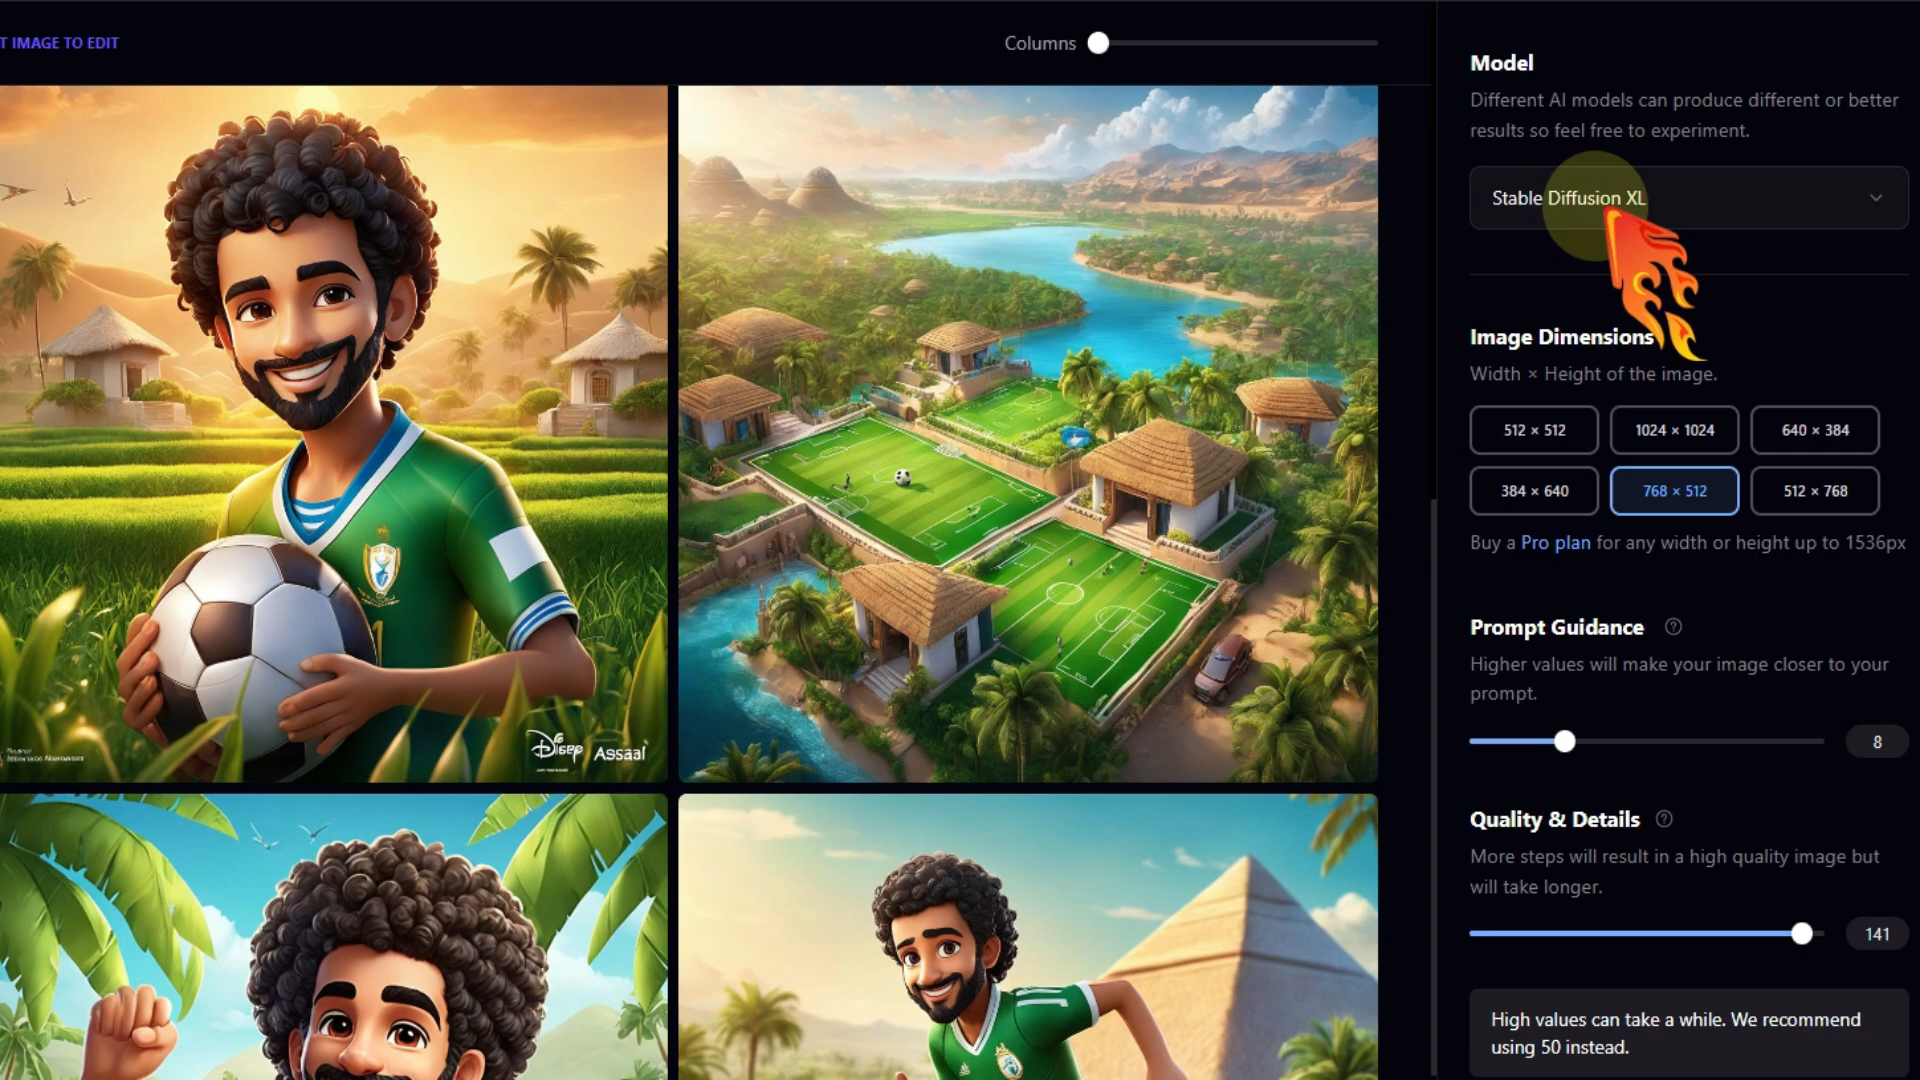 T IMAGE TO EDIT
Columns
Assaal
Model
Different AI models can produce different or better
results so feel free to experiment.
Stable Diffusion XL
Image Dimensions
Width × Height of the image.
512 × 512
1024 × 1024
640 × 384
384 × 640
768 × 512
512 × 768
Buy a Pro plan for any width or height up to 1536px
Prompt Guidance
Higher values will make your image closer to your
prompt.
8
Quality & Details
More steps will result in a high quality image but
will take longer.
141
High values can take a while. We recommend
using 50 instead.